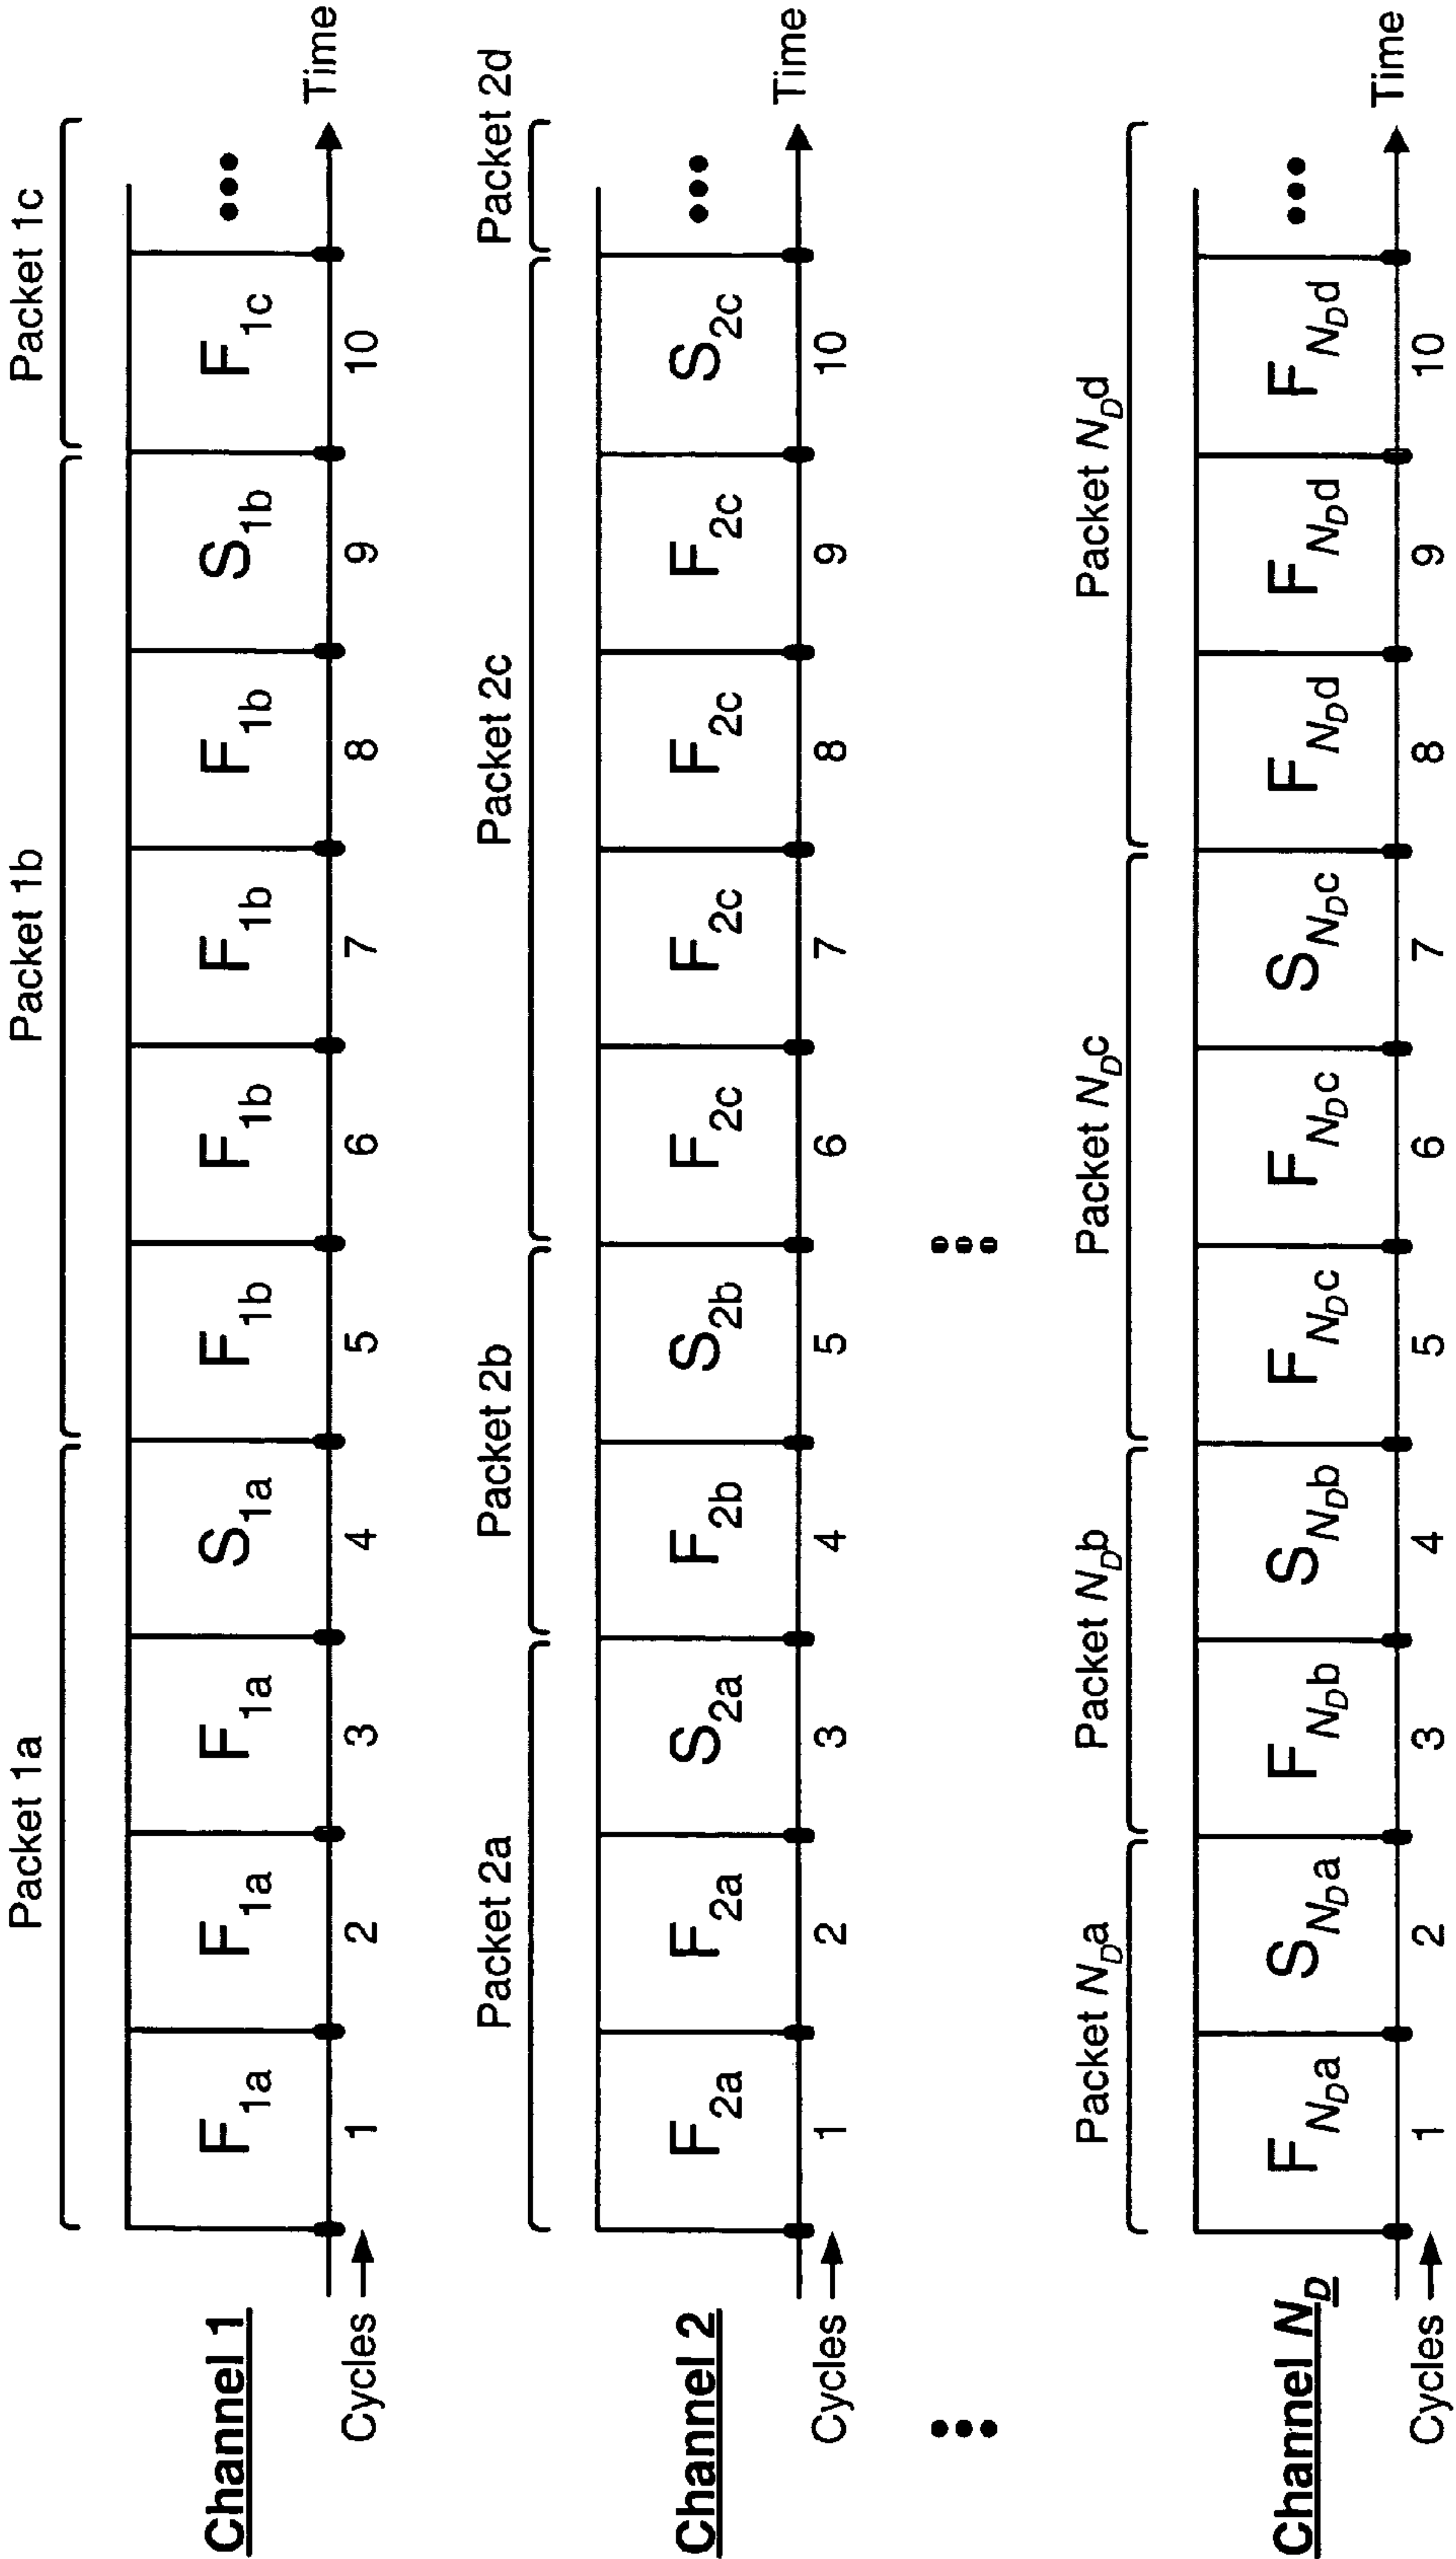 Packet 1a Packet 1b Packet 1c
Channel 1 F1a F1a F1a S1a F1b F1b F1b F1b S1b F1c •••
Cycles → 1 2 3 4 5 6 7 8 9 10 Time
Packet 2a Packet 2b Packet 2c Packet 2d
Channel 2 F2a F2a S2a F2b S2b F2c F2c F2c F2c S2c •••
Cycles → 1 2 3 4 5 6 7 8 9 10 Time
Packet NDa Packet NDb Packet NDc Packet NDd
Channel ND FNDa SNDa FNDb SNDb FNDc FNDc SNDc FNDd FNDd FNDd •••
Cycles → 1 2 3 4 5 6 7 8 9 10 Time